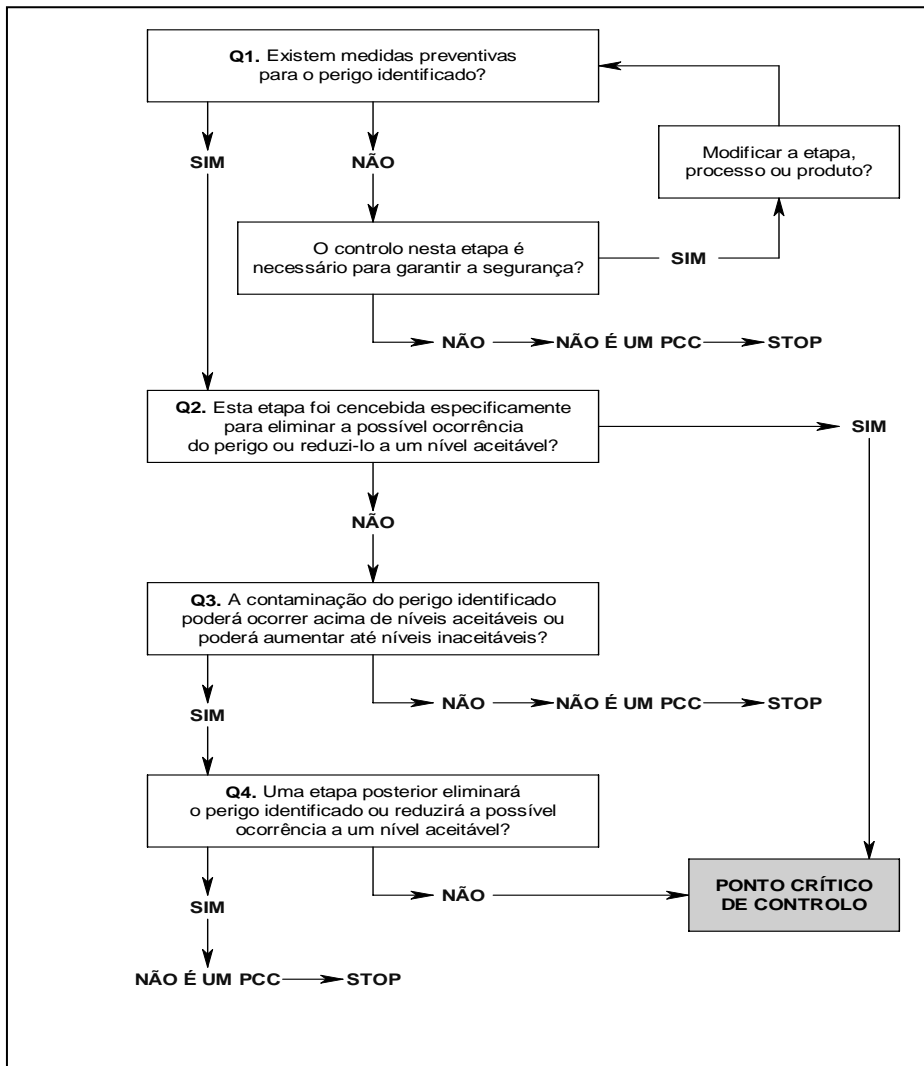 Q1. Existem medidas preventivas
para o perigo identificado?
SIM
NÃO
Modificar a etapa,
processo ou produto?
O controlo nesta etapa é
necessário para garantir a segurança?
SIM
NÃO
NÃO É UM PCC
STOP
Q2. Esta etapa foi cencebida especificamente
para eliminar a possível ocorrência
do perigo ou reduzi-lo a um nível aceitável?
SIM
NÃO
Q3. A contaminação do perigo identificado
poderá ocorrer acima de níveis aceitáveis ou
poderá aumentar até níveis inaceitáveis?
SIM
NÃO
NÃO É UM PCC
STOP
Q4. Uma etapa posterior eliminará
o perigo identificado ou reduzirá a possível
ocorrência a um nível aceitável?
SIM
NÃO
PONTO CRÍTICO
DE CONTROLO
NÃO É UM PCC
STOP